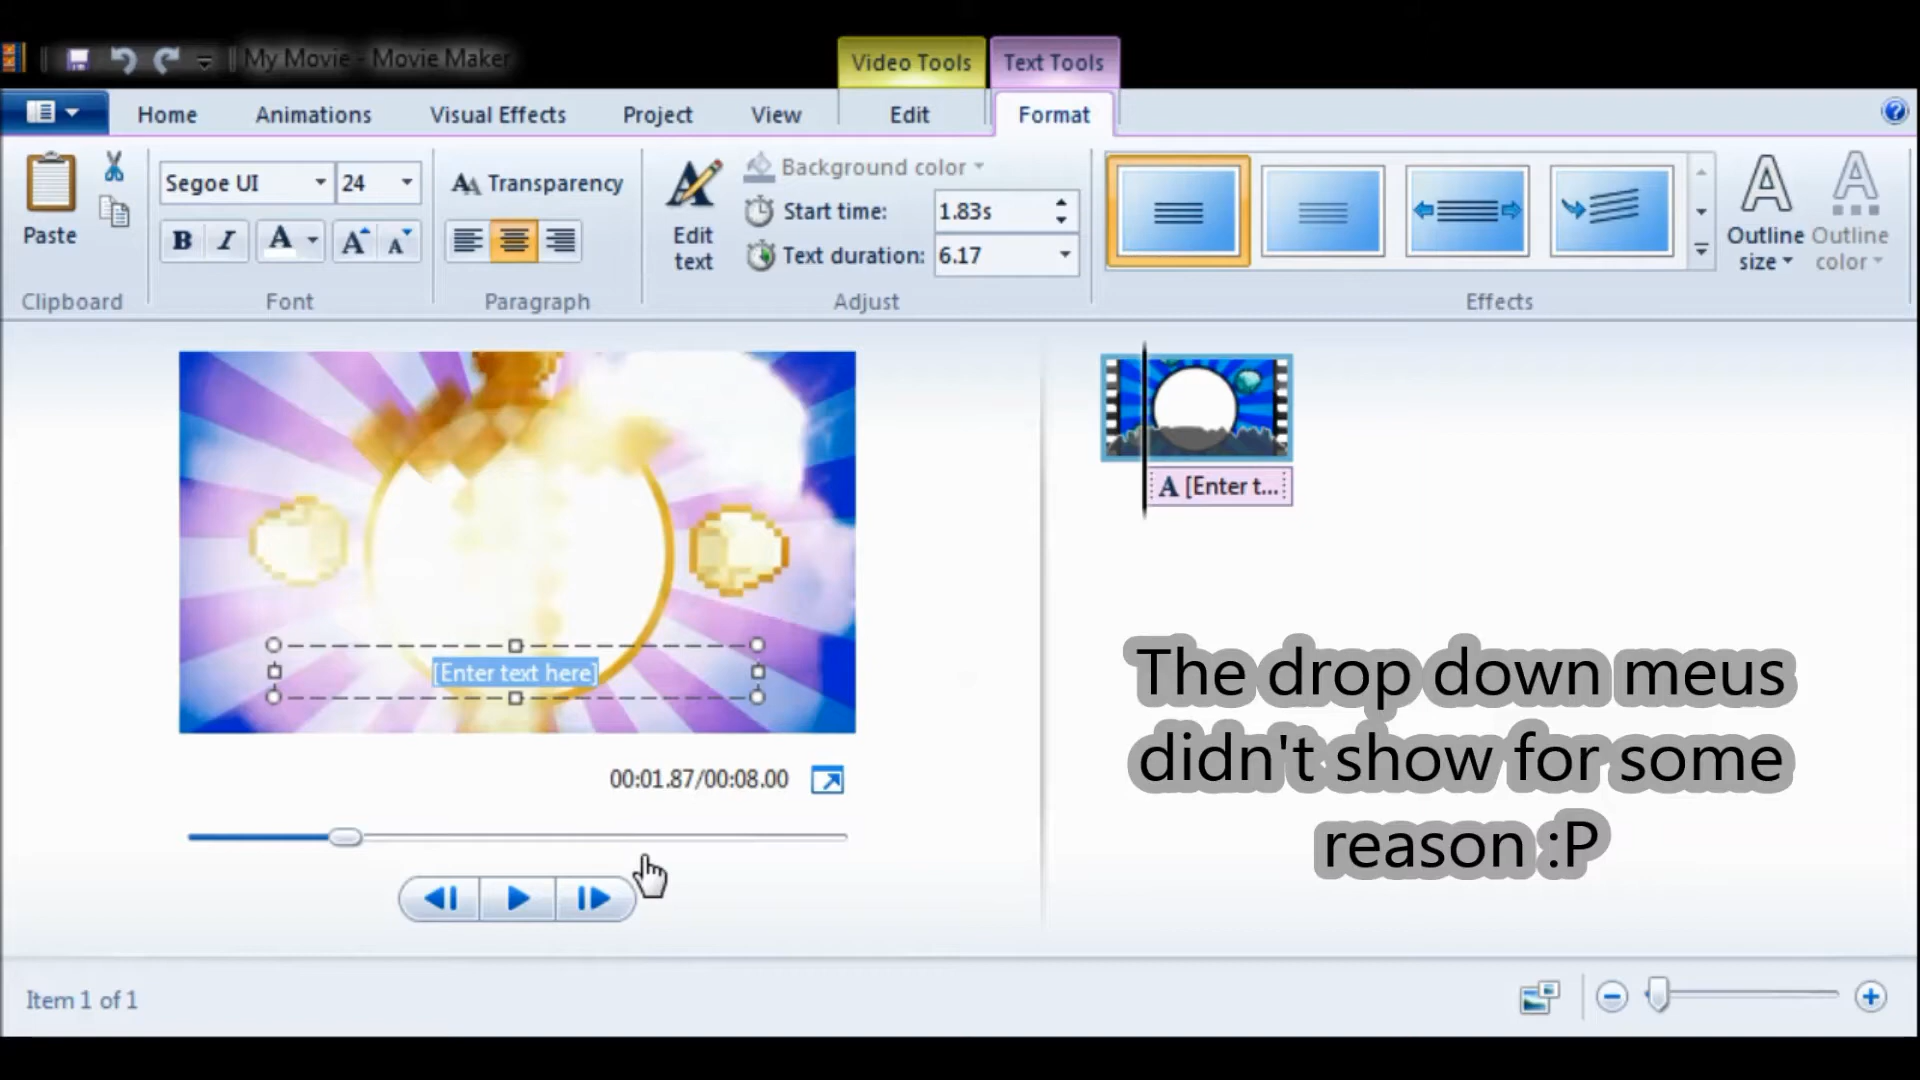 My Movie - Movie Maker
Video Tools
Text Tools
Home
Animations
Visual Effects
Project
View
Edit
Format
Paste
Clipboard
Segoe UI
24
B I A A A
Font
Transparency
Paragraph
Edit
text
Background color
Start time:
1.83s
Text duration:
6.17
Adjust
Effects
Outline
size
Outline
color
[Enter text here]
A [Enter t...
00:01.87/00:08.00
The drop down meus
didn't show for some
reason :P
Item 1 of 1